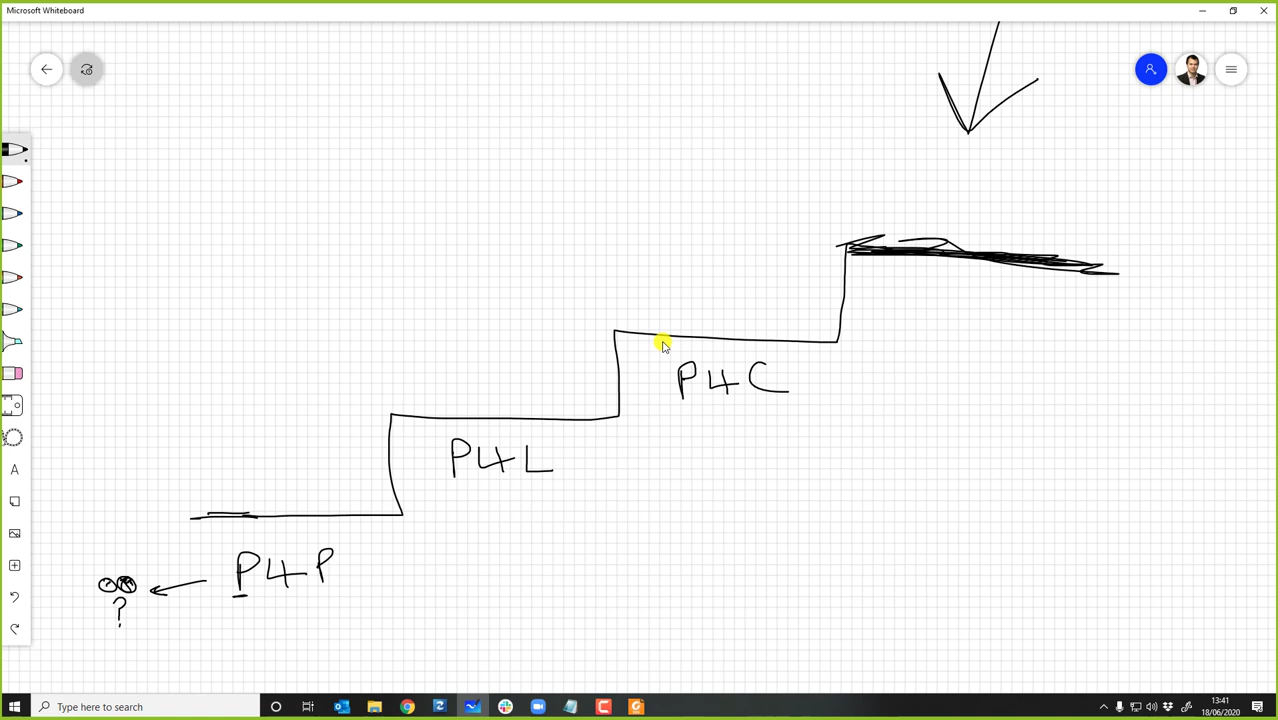 Microsoft Whiteboard
P4C
P4L
P4P
?
A
Type here to search
13:41
18/06/2020